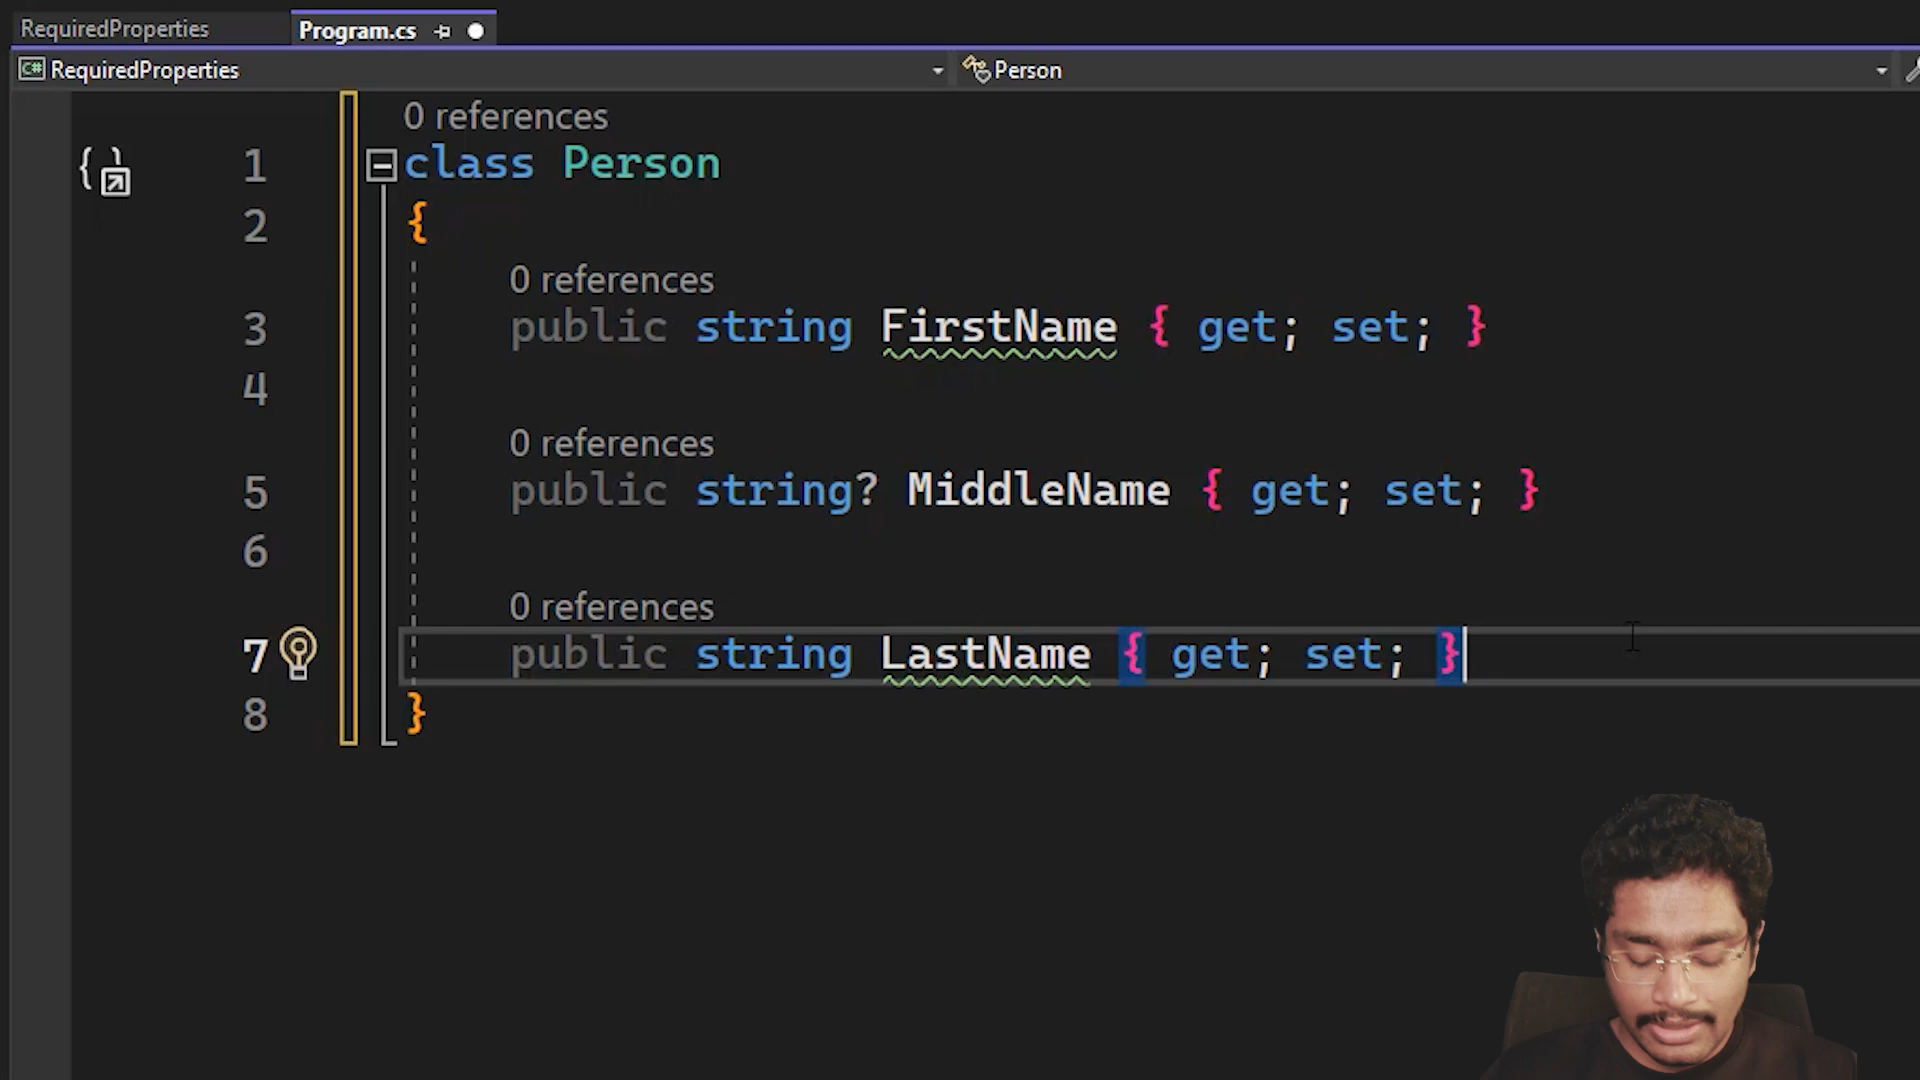 RequiredProperties
Program.cs
C# RequiredProperties
Person
0 references
1 class Person
2 {
0 references
3 public string FirstName { get; set; }
4
0 references
5 public string? MiddleName { get; set; }
6
0 references
7 public string LastName { get; set; }
8 }